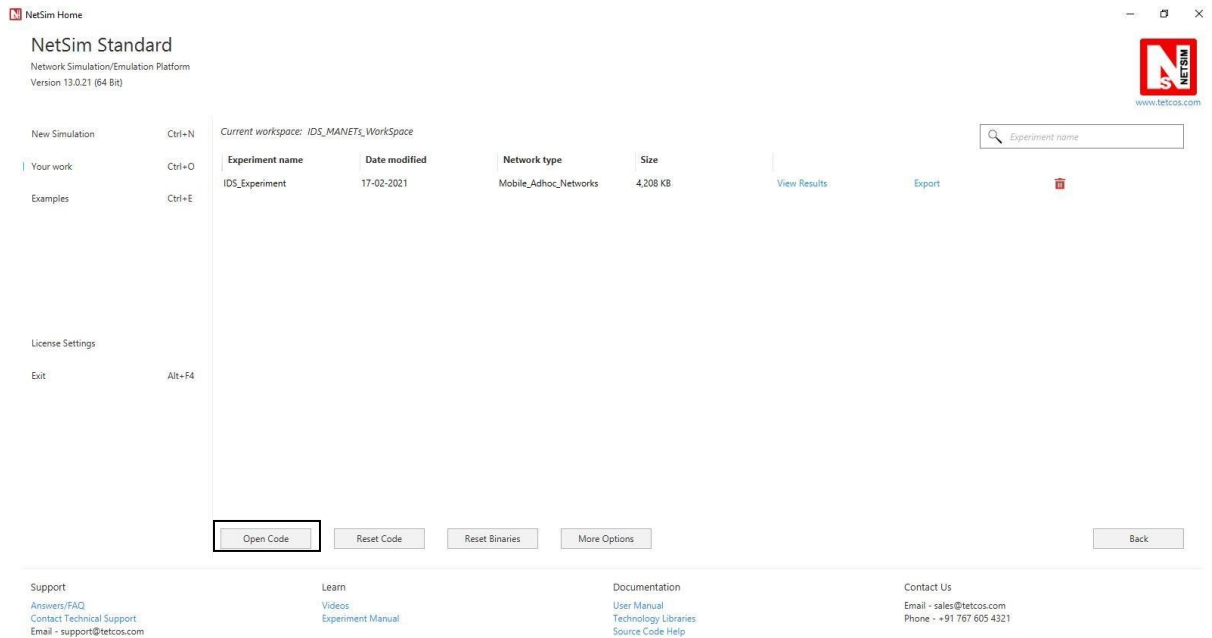 NetSim Home
NetSim Standard
Network Simulation/Emulation Platform
Version 13.0.21 (64 Bit)
NETSIM
www.tetcos.com
New Simulation Ctrl+N
Your work Ctrl+O
Examples Ctrl+E
License Settings
Exit Alt+F4
Current workspace: IDS_MANETs_WorkSpace
Experiment name
Experiment name Date modified Network type Size
IDS_Experiment 17-02-2021 Mobile_Adhoc_Networks 4,208 KB View Results Export
Open Code Reset Code Reset Binaries More Options Back
Support
Answers/FAQ
Contact Technical Support
Email - support@tetcos.com
Learn
Videos
Experiment Manual
Documentation
User Manual
Technology Libraries
Source Code Help
Contact Us
Email - sales@tetcos.com
Phone - +91 767 605 4321